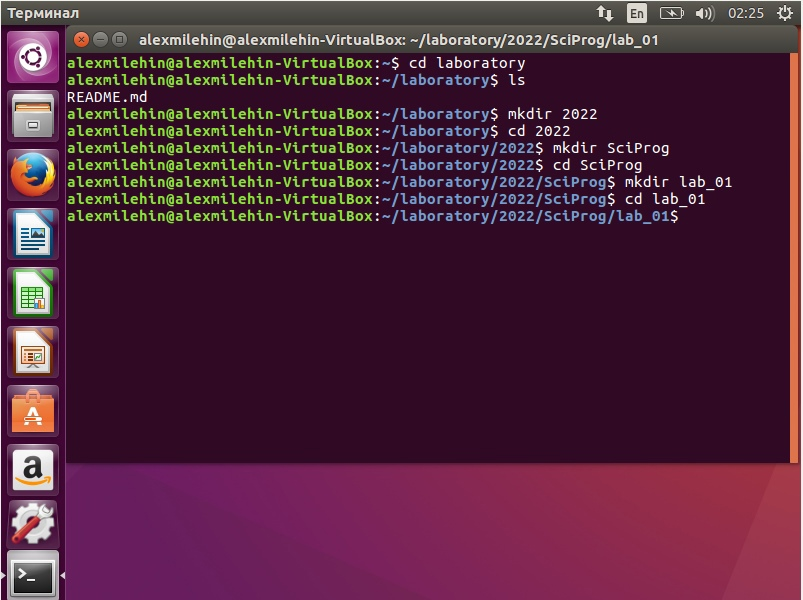 Терминал
En
02:25
alexmilehin@alexmilehin-VirtualBox: ~/laboratory/2022/SciProg/lab_01
alexmilehin@alexmilehin-VirtualBox:~$ cd laboratory
alexmilehin@alexmilehin-VirtualBox:~/laboratory$ ls
README.md
alexmilehin@alexmilehin-VirtualBox:~/laboratory$ mkdir 2022
alexmilehin@alexmilehin-VirtualBox:~/laboratory$ cd 2022
alexmilehin@alexmilehin-VirtualBox:~/laboratory/2022$ mkdir SciProg
alexmilehin@alexmilehin-VirtualBox:~/laboratory/2022$ cd SciProg
alexmilehin@alexmilehin-VirtualBox:~/laboratory/2022/SciProg$ mkdir lab_01
alexmilehin@alexmilehin-VirtualBox:~/laboratory/2022/SciProg$ cd lab_01
alexmilehin@alexmilehin-VirtualBox:~/laboratory/2022/SciProg/lab_01$